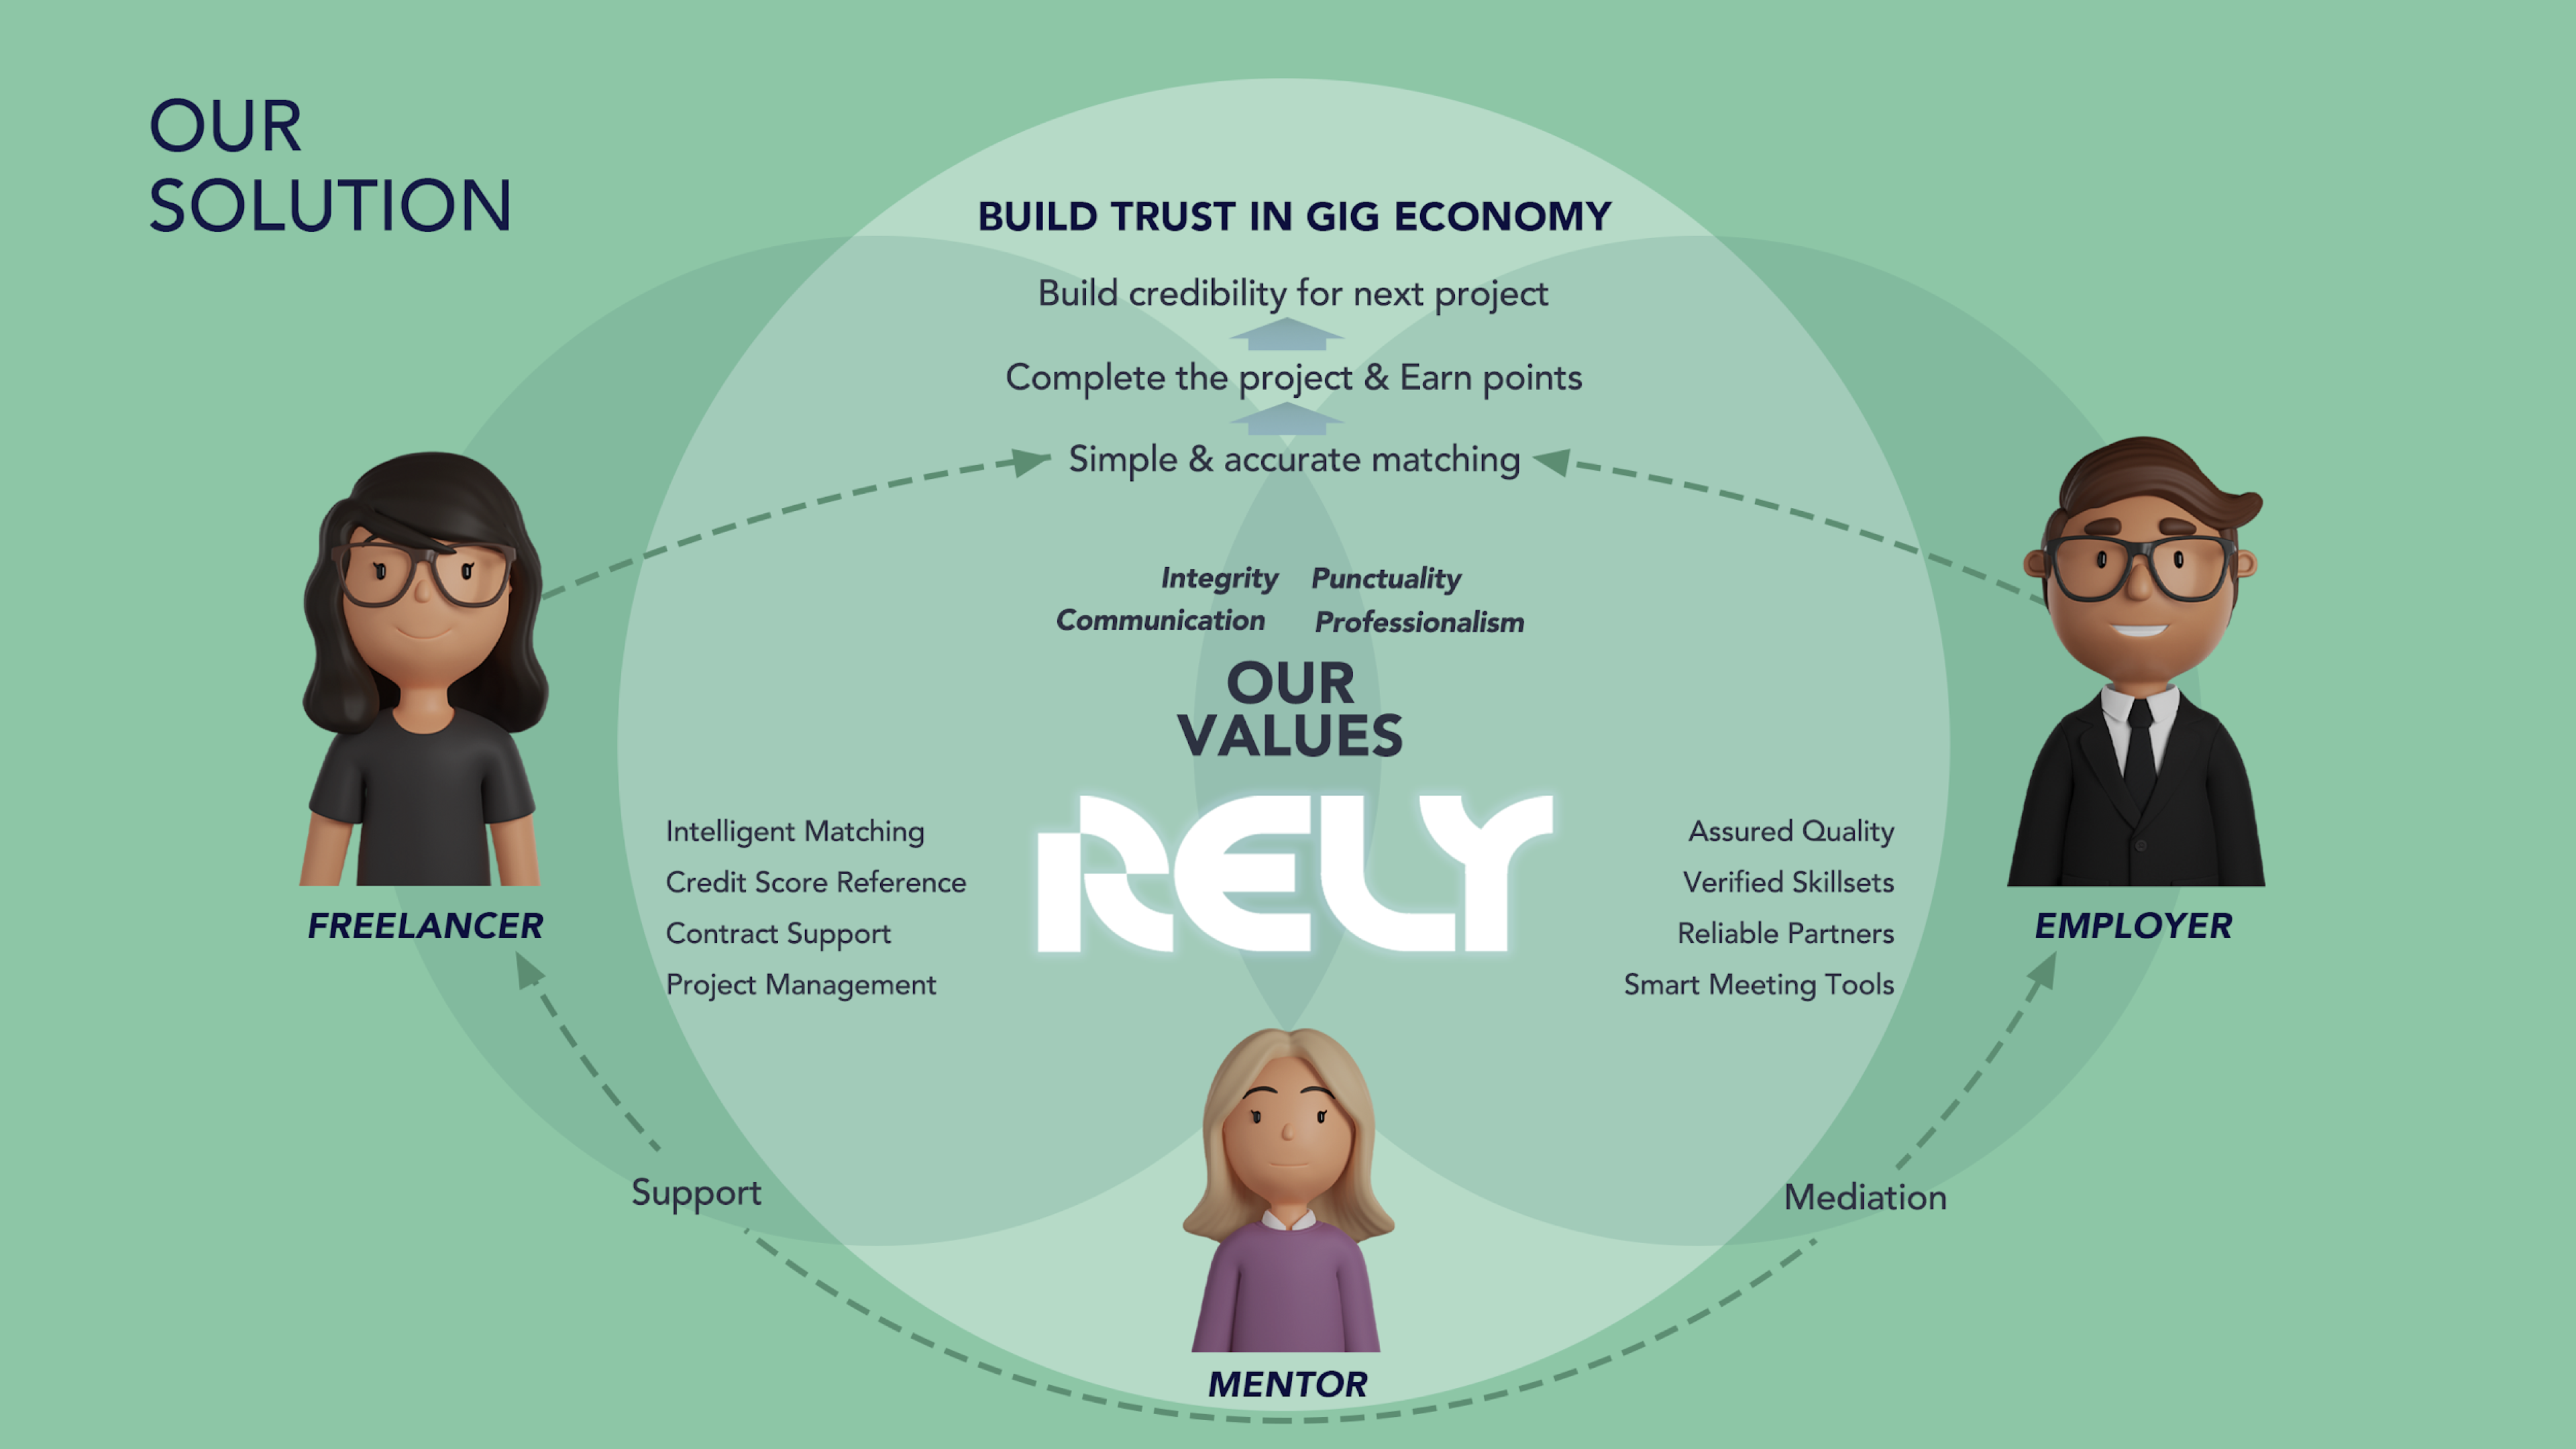 OUR
SOLUTION
BUILD TRUST IN GIG ECONOMY
Build credibility for next project
Complete the project & Earn points
Simple & accurate matching
Integrity Punctuality
Communication Professionalism
OUR
VALUES
RELY
Intelligent Matching
Credit Score Reference
Contract Support
Project Management
Assured Quality
Verified Skillsets
Reliable Partners
Smart Meeting Tools
FREELANCER
EMPLOYER
Support
Mediation
MENTOR